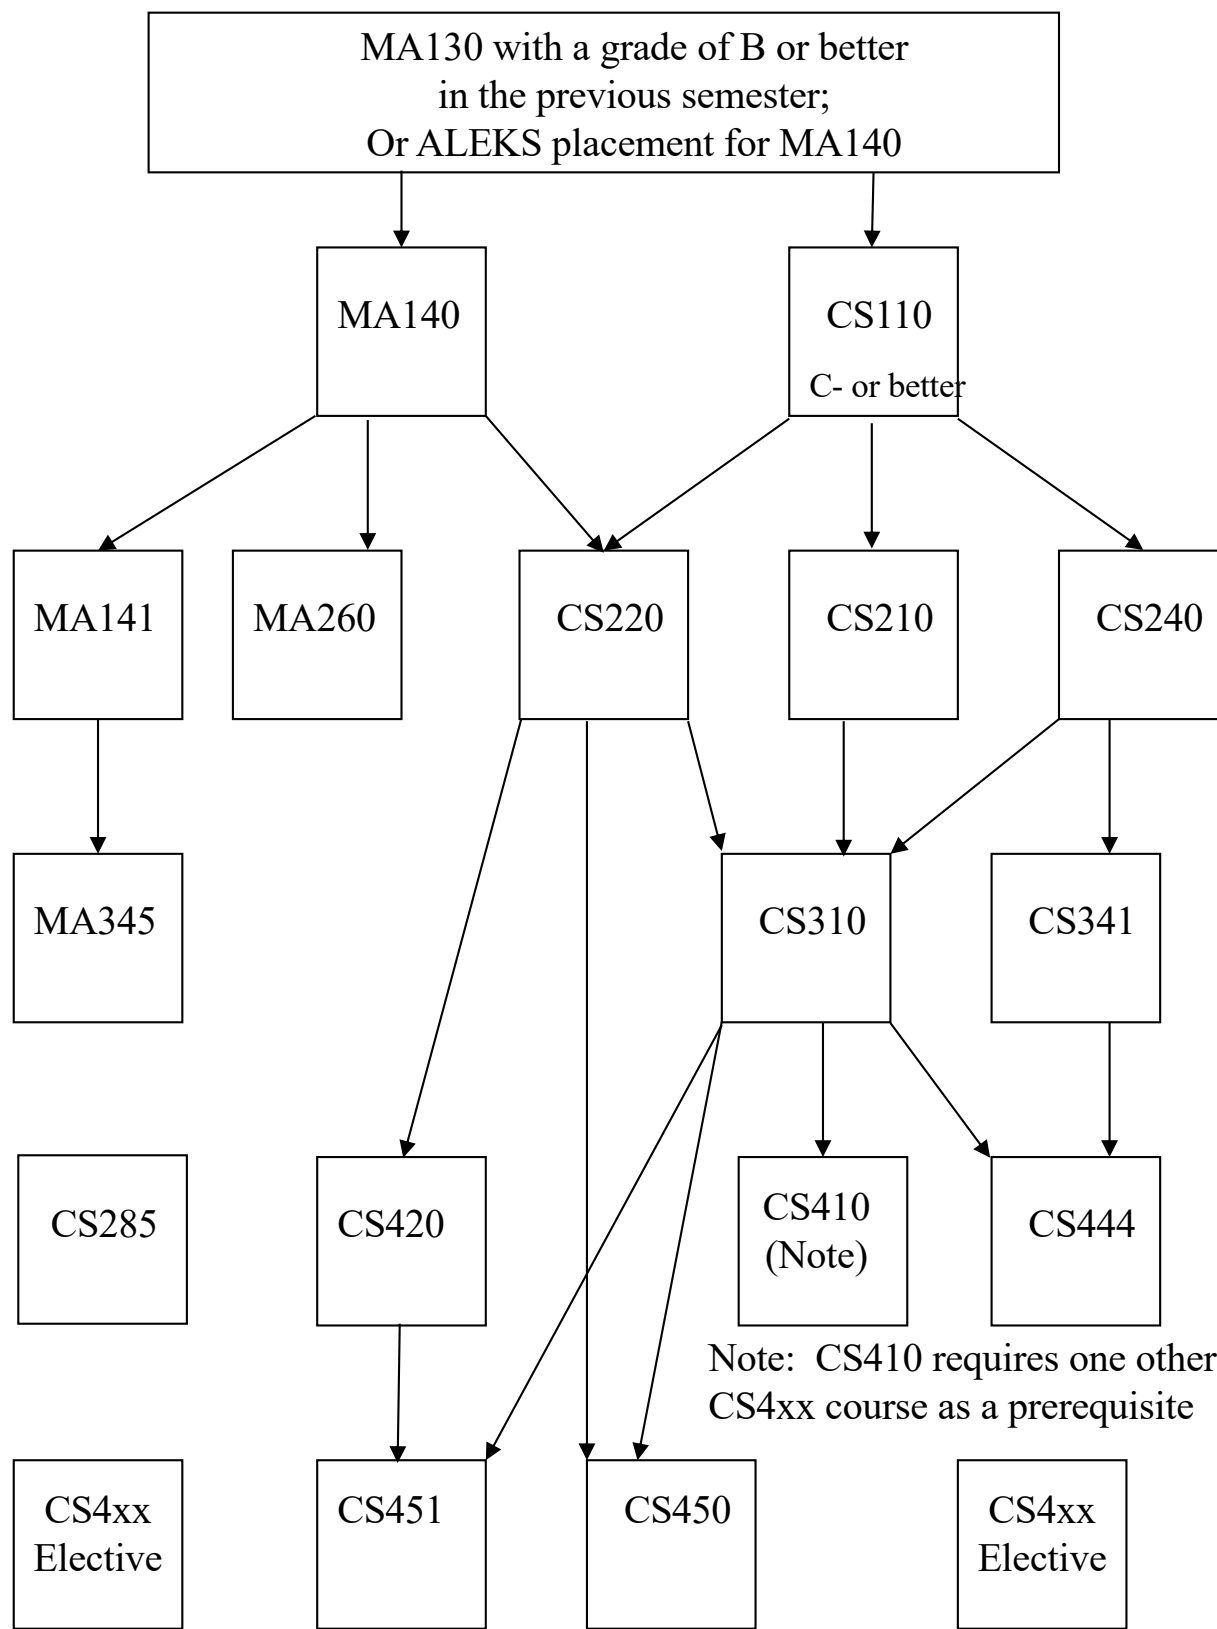 MA130 with a grade of B or better
in the previous semester;
Or ALEKS placement for MA140
MA140
CS110
C- or better
MA141
MA260
CS220
CS210
CS240
MA345
CS310
CS341
CS285
CS420
CS410
(Note)
CS444
Note:  CS410 requires one other
CS4xx course as a prerequisite
CS4xx
Elective
CS451
CS450
CS4xx
Elective